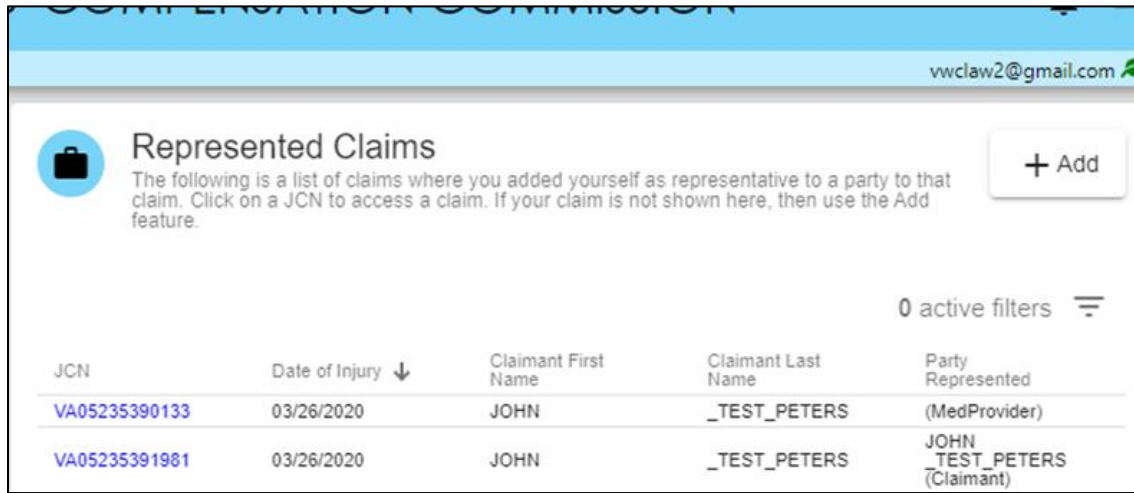 COMPENSATION COMMISSION
vwclaw2@gmail.com
Represented Claims
+ Add
The following is a list of claims where you added yourself as representative to a party to that
claim. Click on a JCN to access a claim. If your claim is not shown here, then use the Add
feature.
0 active filters
JCN Date of Injury ↓ Claimant First Name Claimant Last Name Party Represented
VA05235390133 03/26/2020 JOHN _TEST_PETERS (MedProvider)
VA05235391981 03/26/2020 JOHN _TEST_PETERS JOHN _TEST_PETERS (Claimant)